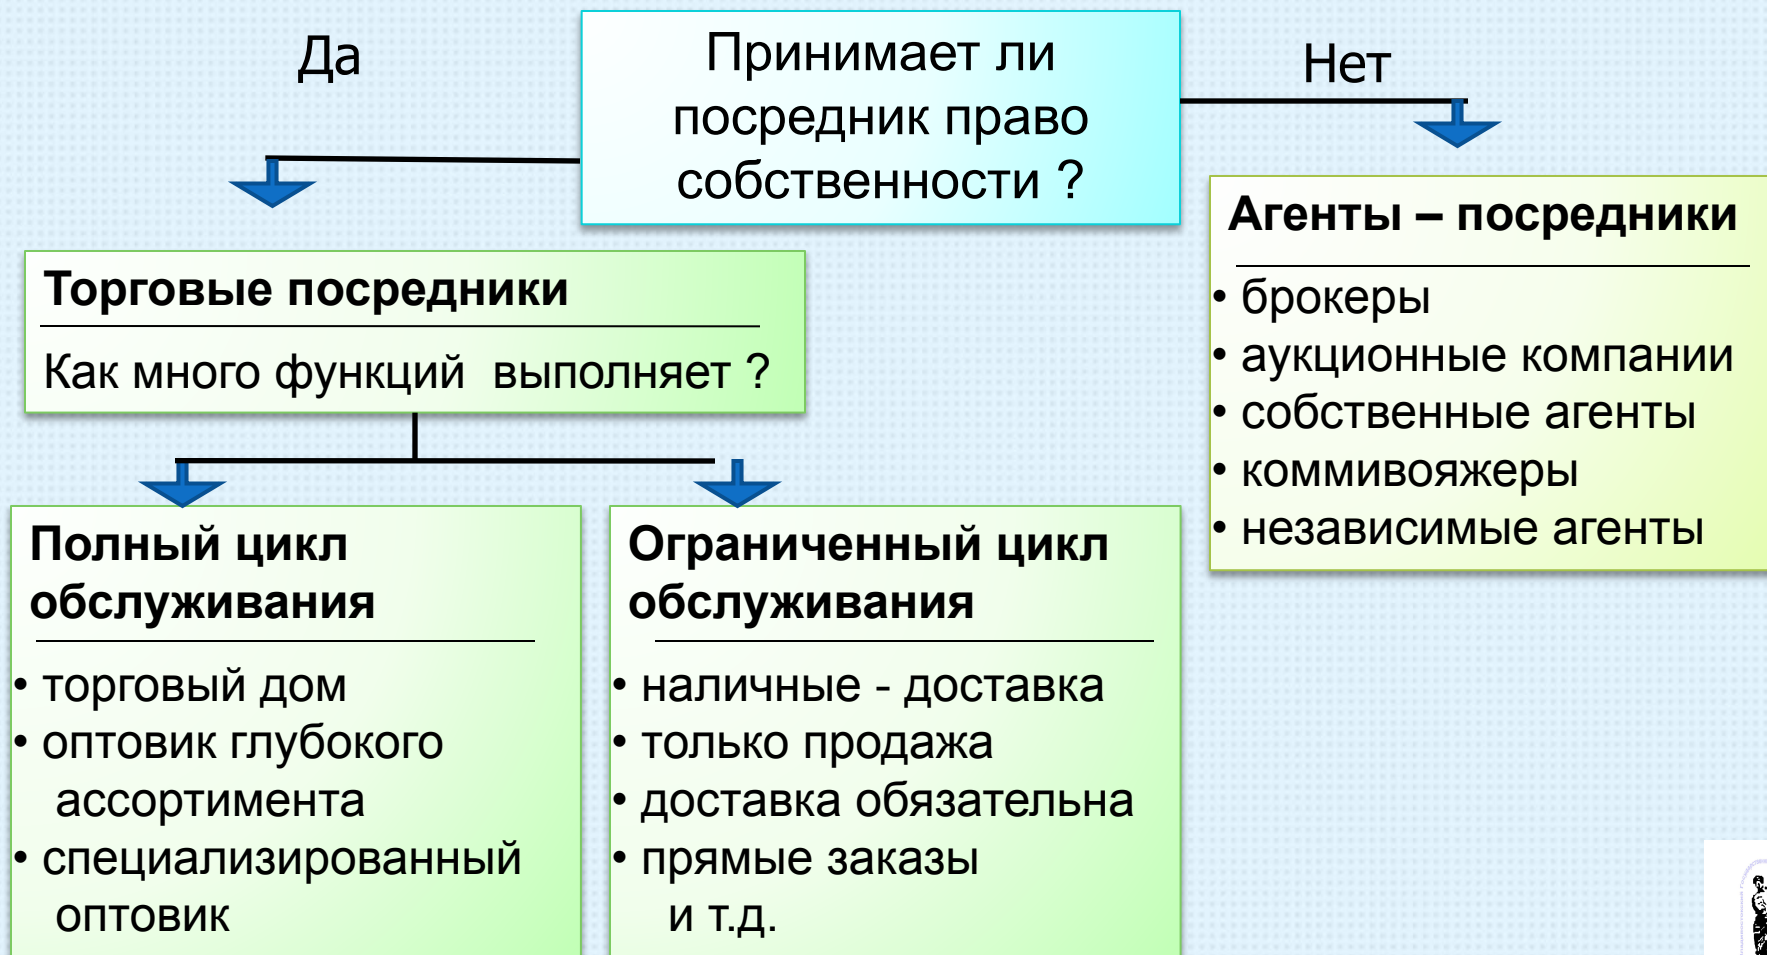 Да
Принимает ли
посредник право
собственности ?
Нет
Торговые посредники
Как много функций выполняет ?
Агенты – посредники
• брокеры
• аукционные компании
• собственные агенты
• коммивояжеры
• независимые агенты
Полный цикл
обслуживания
• торговый дом
• оптовик глубокого
ассортимента
• специализированный
оптовик
Ограниченный цикл
обслуживания
• наличные - доставка
• только продажа
• доставка обязательна
• прямые заказы
и т.д.